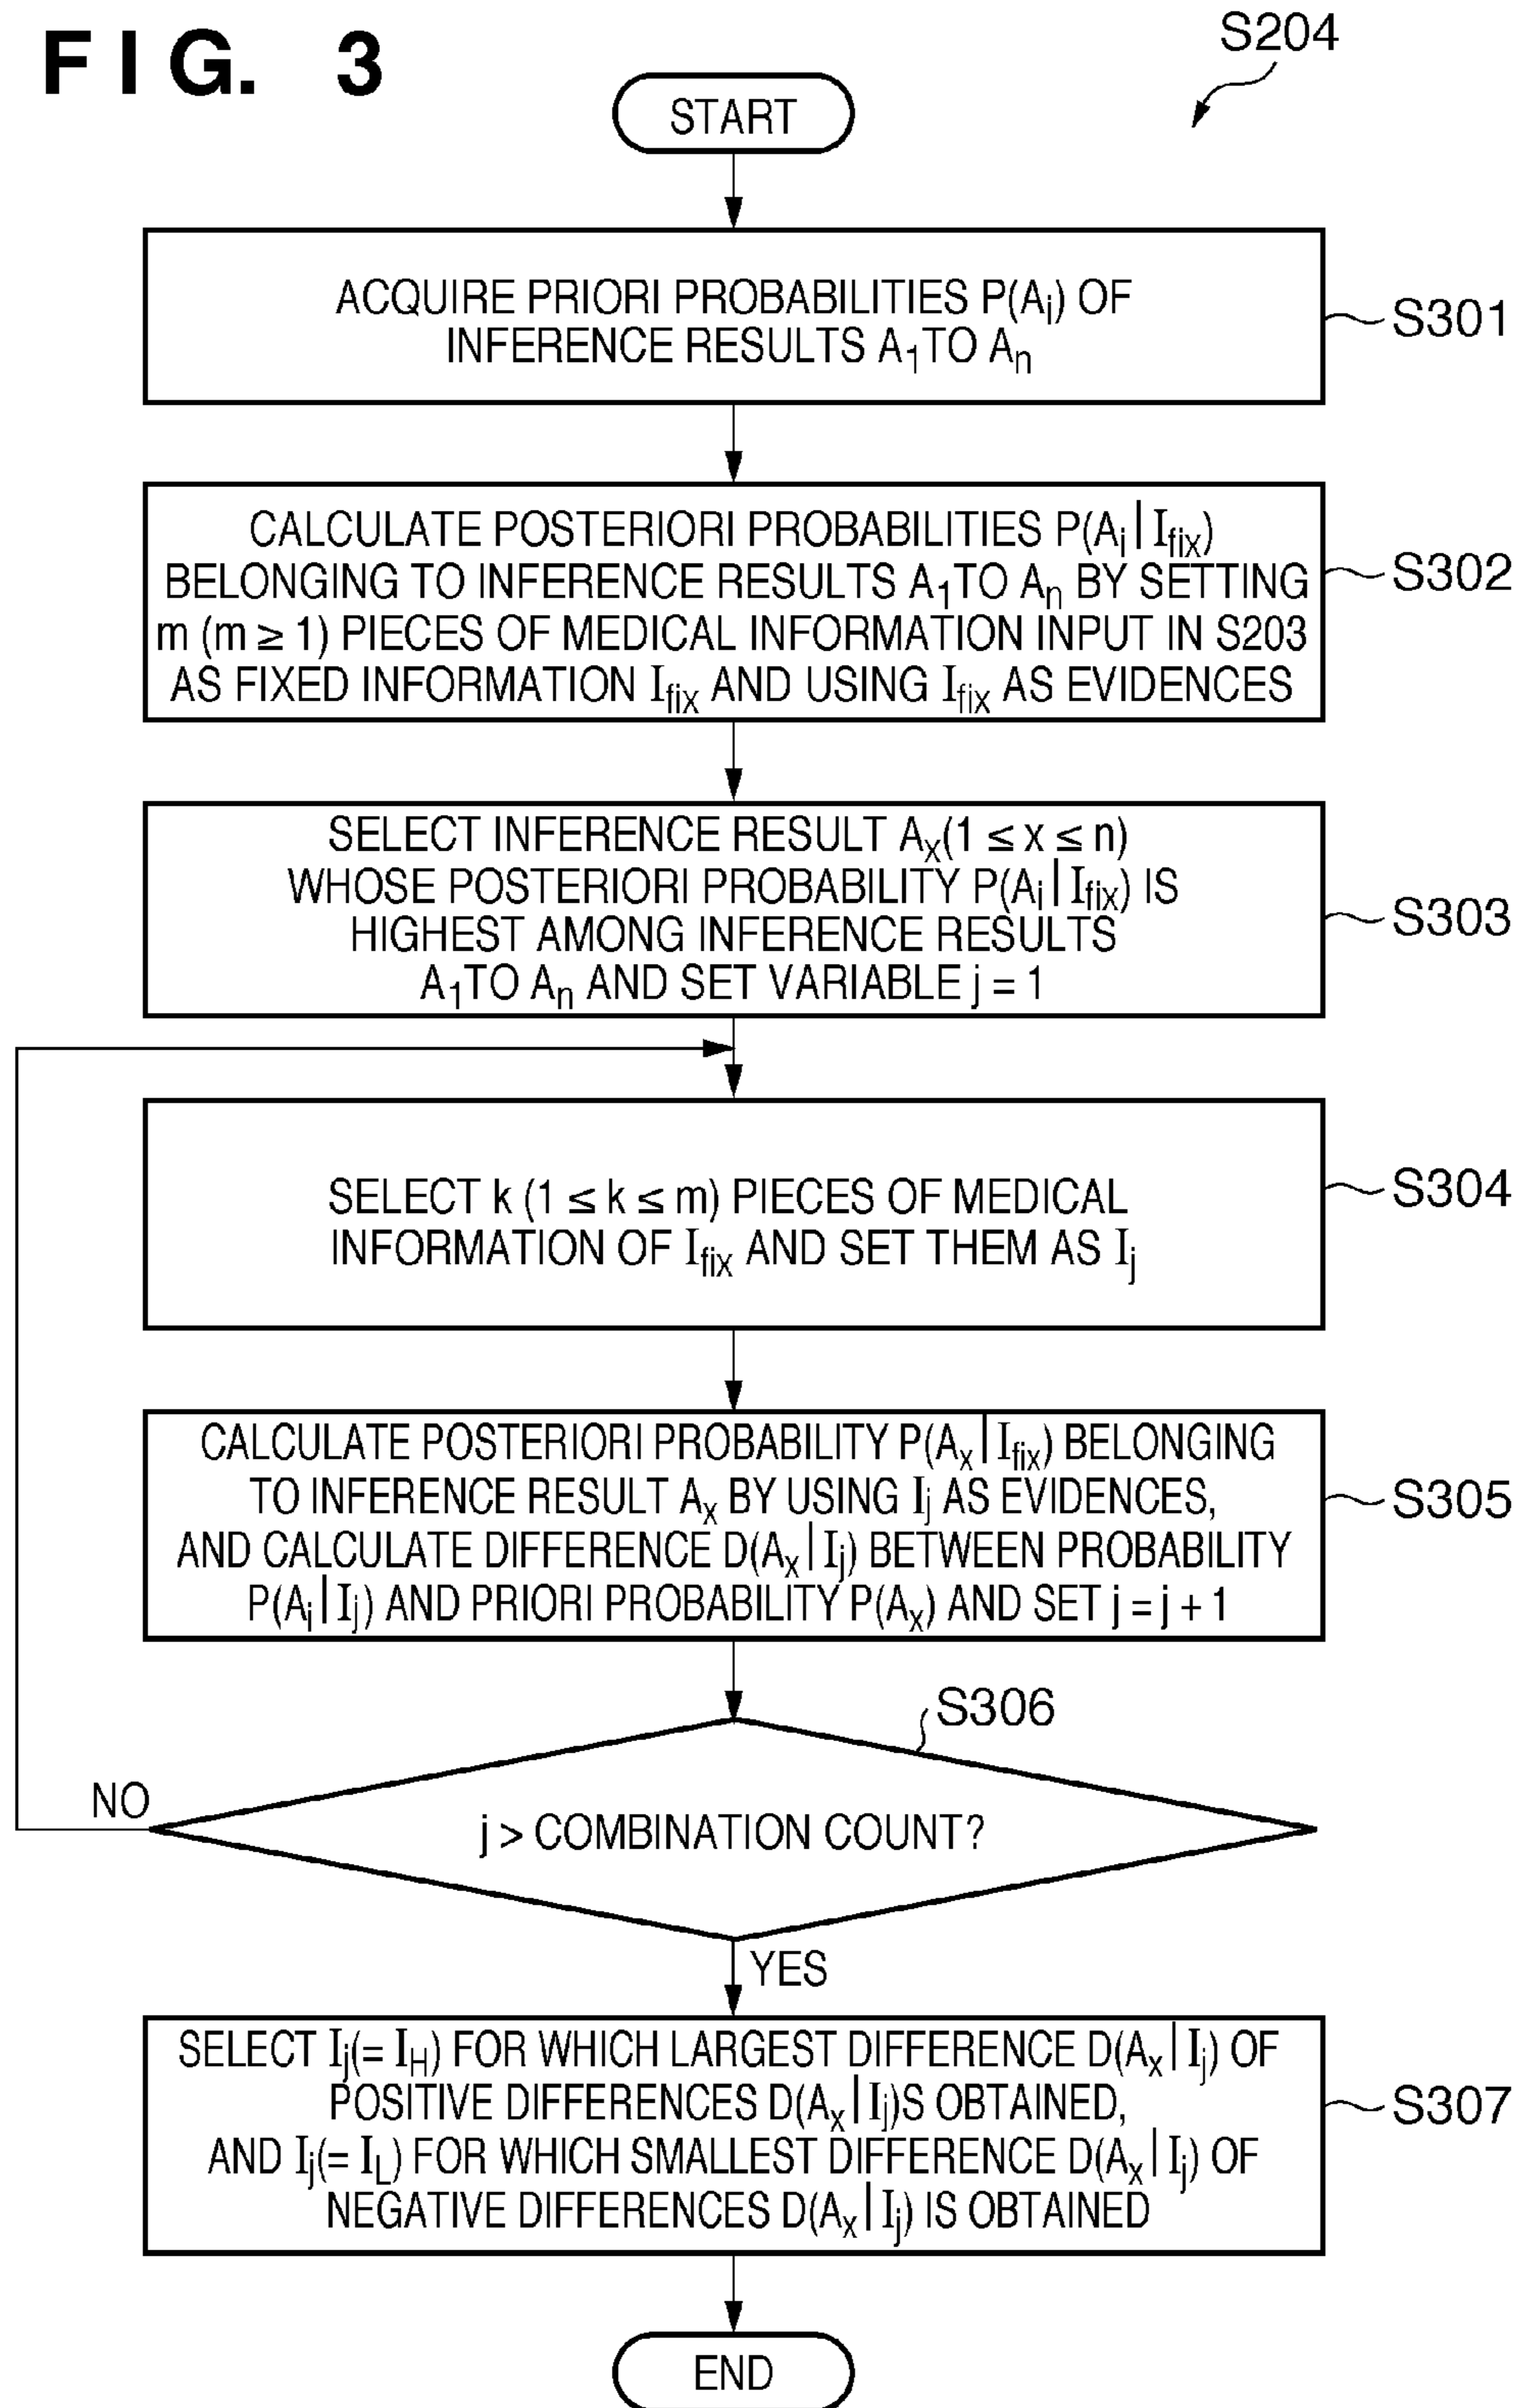 FIG. 3
S204
START
ACQUIRE PRIORI PROBABILITIES P(Ai) OF
INFERENCE RESULTS A1TO An
S301
CALCULATE POSTERIORI PROBABILITIES P(Ai|Ifix)
BELONGING TO INFERENCE RESULTS A1TO An BY SETTING
m (m ≥ 1) PIECES OF MEDICAL INFORMATION INPUT IN S203
AS FIXED INFORMATION Ifix AND USING Ifix AS EVIDENCES
S302
SELECT INFERENCE RESULT Ax(1 ≤ x ≤ n)
WHOSE POSTERIORI PROBABILITY P(Ai|Ifix) IS
HIGHEST AMONG INFERENCE RESULTS
A1TO An AND SET VARIABLE j = 1
S303
SELECT k (1 ≤ k ≤ m) PIECES OF MEDICAL
INFORMATION OF Ifix AND SET THEM AS Ij
S304
CALCULATE POSTERIORI PROBABILITY P(Ax|Ifix) BELONGING
TO INFERENCE RESULT Ax BY USING Ij AS EVIDENCES,
AND CALCULATE DIFFERENCE D(Ax|Ij) BETWEEN PROBABILITY
P(Ai|Ij) AND PRIORI PROBABILITY P(Ax) AND SET j = j + 1
S305
S306
NO
j > COMBINATION COUNT?
YES
SELECT Ij(= IH) FOR WHICH LARGEST DIFFERENCE D(Ax|Ij) OF
POSITIVE DIFFERENCES D(Ax|Ij)S OBTAINED,
AND Ij(= IL) FOR WHICH SMALLEST DIFFERENCE D(Ax|Ij) OF
NEGATIVE DIFFERENCES D(Ax|Ij) IS OBTAINED
S307
END